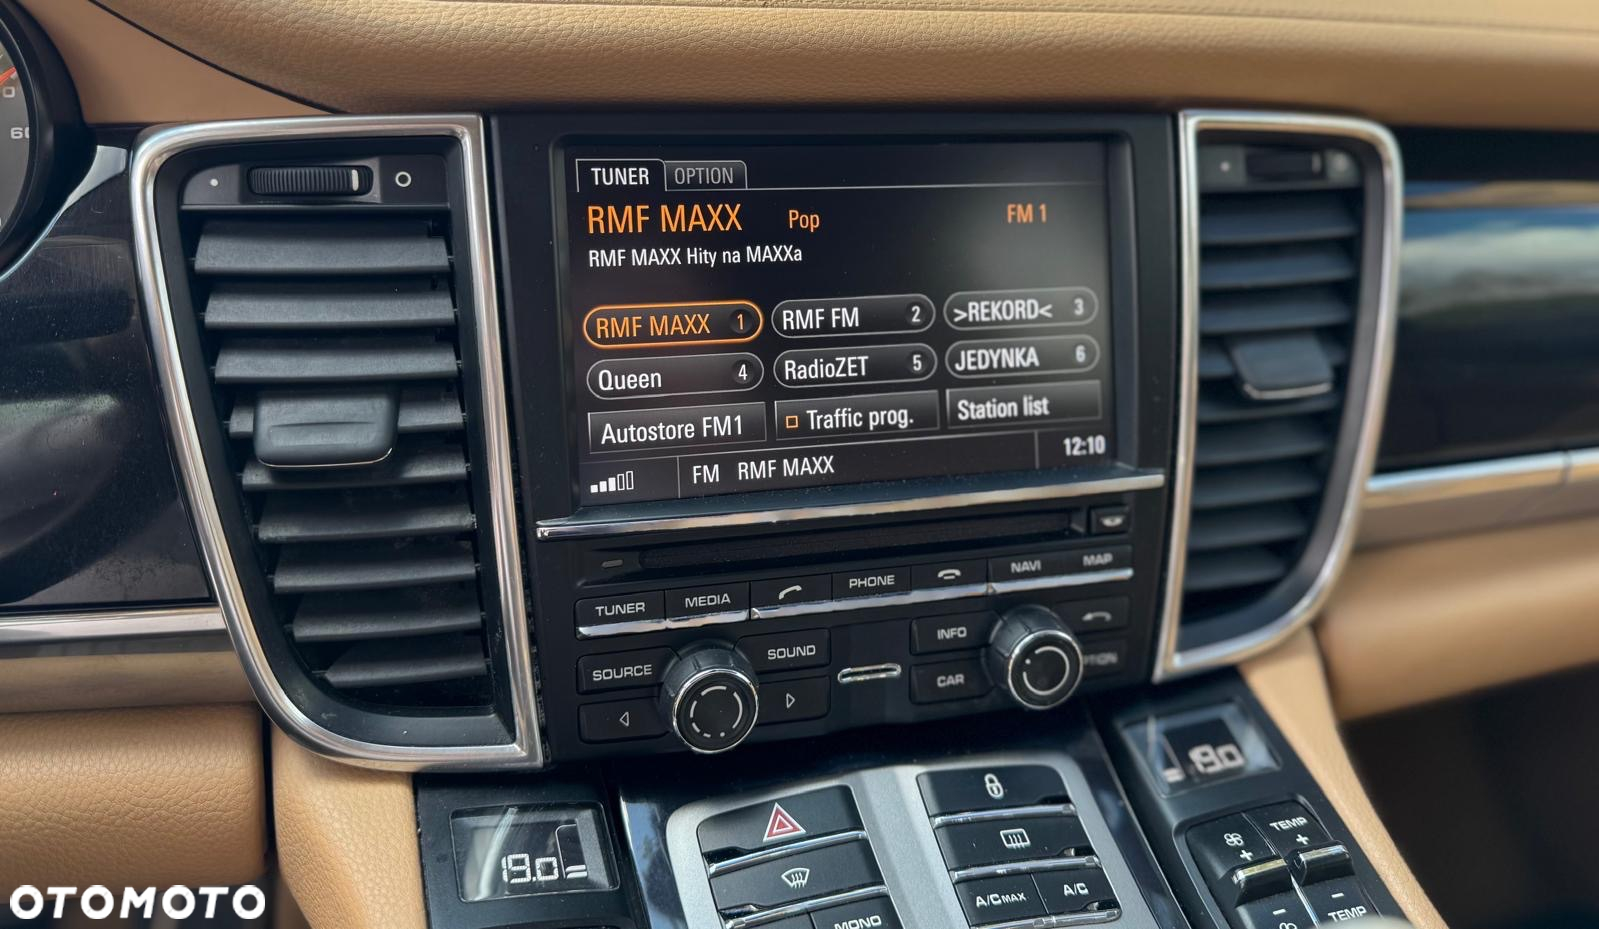 60
TUNER OPTION
RMF MAXX Pop FM 1
RMF MAXX Hity na MAXXa
RMF MAXX 1 RMF FM 2 >REKORD< 3
Queen 4 RadioZET 5 JEDYNKA 6
Autostore FM1 Traffic prog. Station list
FM RMF MAXX 12:10
TUNER MEDIA PHONE NAVI MAP
SOURCE SOUND INFO
CAR
19.0
19.0
TEMP
+ +
A/C MAX A/C
MONO
- -
TEMP
OTOMOTO